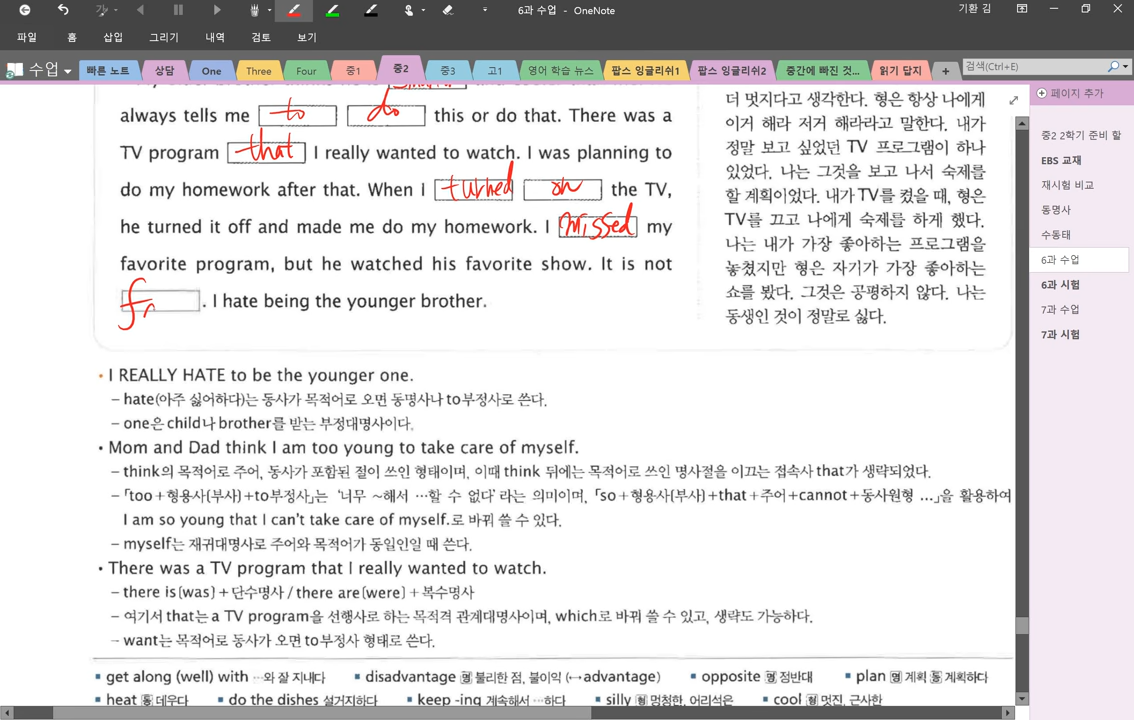 6과 수업 - OneNote
기환 김
파일 홈 삽입 그리기 내역 검토 보기
수업 빠른 노트 상담 One Three Four 중1 중2 중3 고1 영어 학습 뉴스 팝스 잉글리쉬1 팝스 잉글리쉬2 중간에 빠진 것... 읽기 답지 + 검색(Ctrl+E)
always tells me to do this or do that. There was a
TV program that I really wanted to watch. I was planning to
do my homework after that. When I turned on the TV,
he turned it off and made me do my homework. I missed my
favorite program, but he watched his favorite show. It is not
. I hate being the younger brother.
더 멋지다고 생각한다. 형은 항상 나에게
이거 해라 저거 해라라고 말한다. 내가
정말 보고 싶었던 TV 프로그램이 하나
있었다. 나는 그것을 보고 나서 숙제를
할 계획이었다. 내가 TV를 켰을 때, 형은
TV를 끄고 나에게 숙제를 하게 했다.
나는 내가 가장 좋아하는 프로그램을
놓쳤지만 형은 자기가 가장 좋아하는
쇼를 봤다. 그것은 공평하지 않다. 나는
동생인 것이 정말로 싫다.
• I REALLY HATE to be the younger one.
– hate(아주 싫어하다)는 동사가 목적어로 오면 동명사나 to부정사로 쓴다.
– one은 child나 brother를 받는 부정대명사이다.
• Mom and Dad think I am too young to take care of myself.
– think의 목적어로 주어, 동사가 포함된 절이 쓰인 형태이며, 이때 think 뒤에는 목적어로 쓰인 명사절을 이끄는 접속사 that가 생략되었다.
– 「too+형용사(부사)+to부정사」는 '너무 ~해서 …할 수 없다' 라는 의미이며, 「so+형용사(부사)+that+주어+cannot+동사원형 …」을 활용하여
I am so young that I can't take care of myself.로 바꿔 쓸 수 있다.
– myself는 재귀대명사로 주어와 목적어가 동일인일 때 쓴다.
• There was a TV program that I really wanted to watch.
– there is(was)+단수명사 / there are(were)+복수명사
– 여기서 that는 a TV program을 선행사로 하는 목적격 관계대명사이며, which로 바꿔 쓸 수 있고, 생략도 가능하다.
– want는 목적어로 동사가 오면 to부정사 형태로 쓴다.
▪ get along (well) with …와 잘 지내다 ▪ disadvantage 명 불리한 점, 불이익 (↔advantage) ▪ opposite 명 정반대 ▪ plan 명 계획 동 계획하다
▪ heat 동 데우다 ▪ do the dishes 설거지하다 ▪ keep -ing 계속해서 …하다 ▪ silly 형 멍청한, 어리석은 ▪ cool 형 멋진, 근사한
페이지 추가
중2 2학기 준비 할
EBS 교재
재시험 비교
동명사
수동태
6과 수업
6과 시험
7과 수업
7과 시험